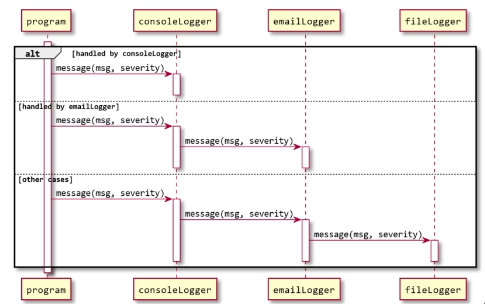 program consoleLogger emailLogger fileLogger
alt [handled by consoleLogger]
message(msg, severity)
[handled by emailLogger]
message(msg, severity)
message(msg, severity)
[other cases]
message(msg, severity)
message(msg, severity)
message(msg, severity)
program consoleLogger emailLogger fileLogger